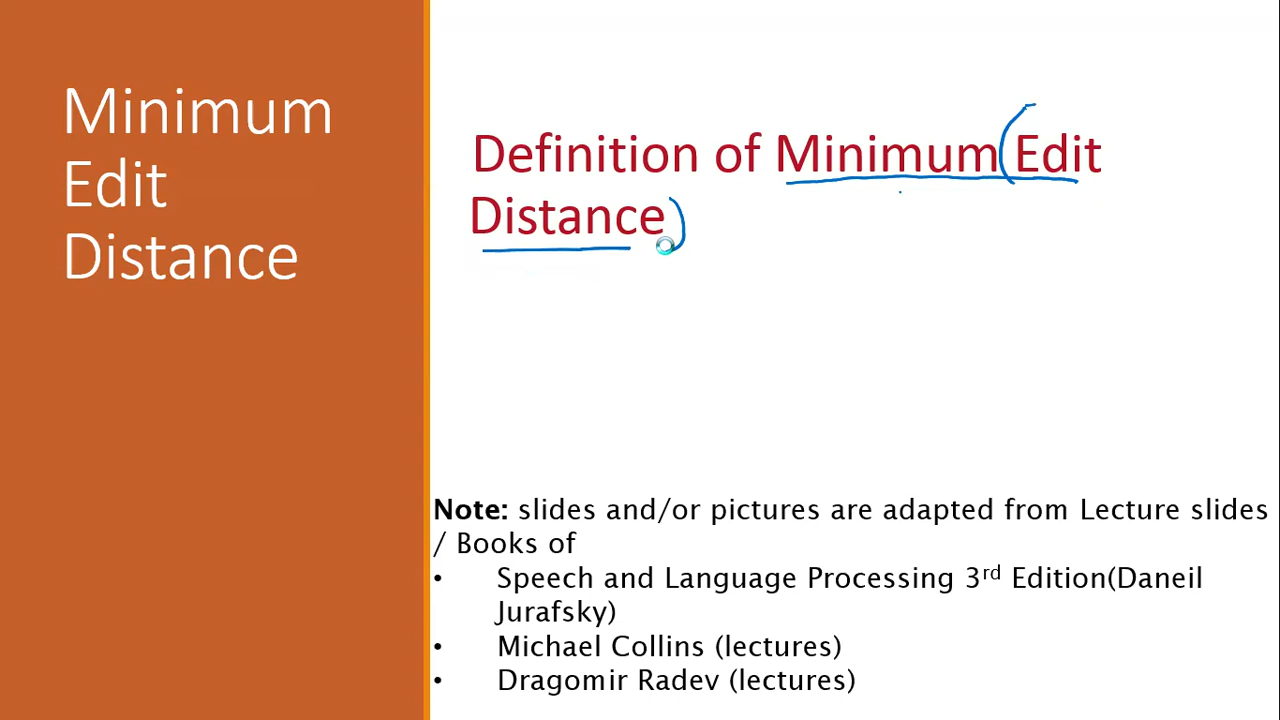 Minimum
Edit
Distance
Definition of Minimum (Edit
Distance)
Note: slides and/or pictures are adapted from Lecture slides
/ Books of
• Speech and Language Processing 3rd Edition(Daneil
Jurafsky)
• Michael Collins (lectures)
• Dragomir Radev (lectures)